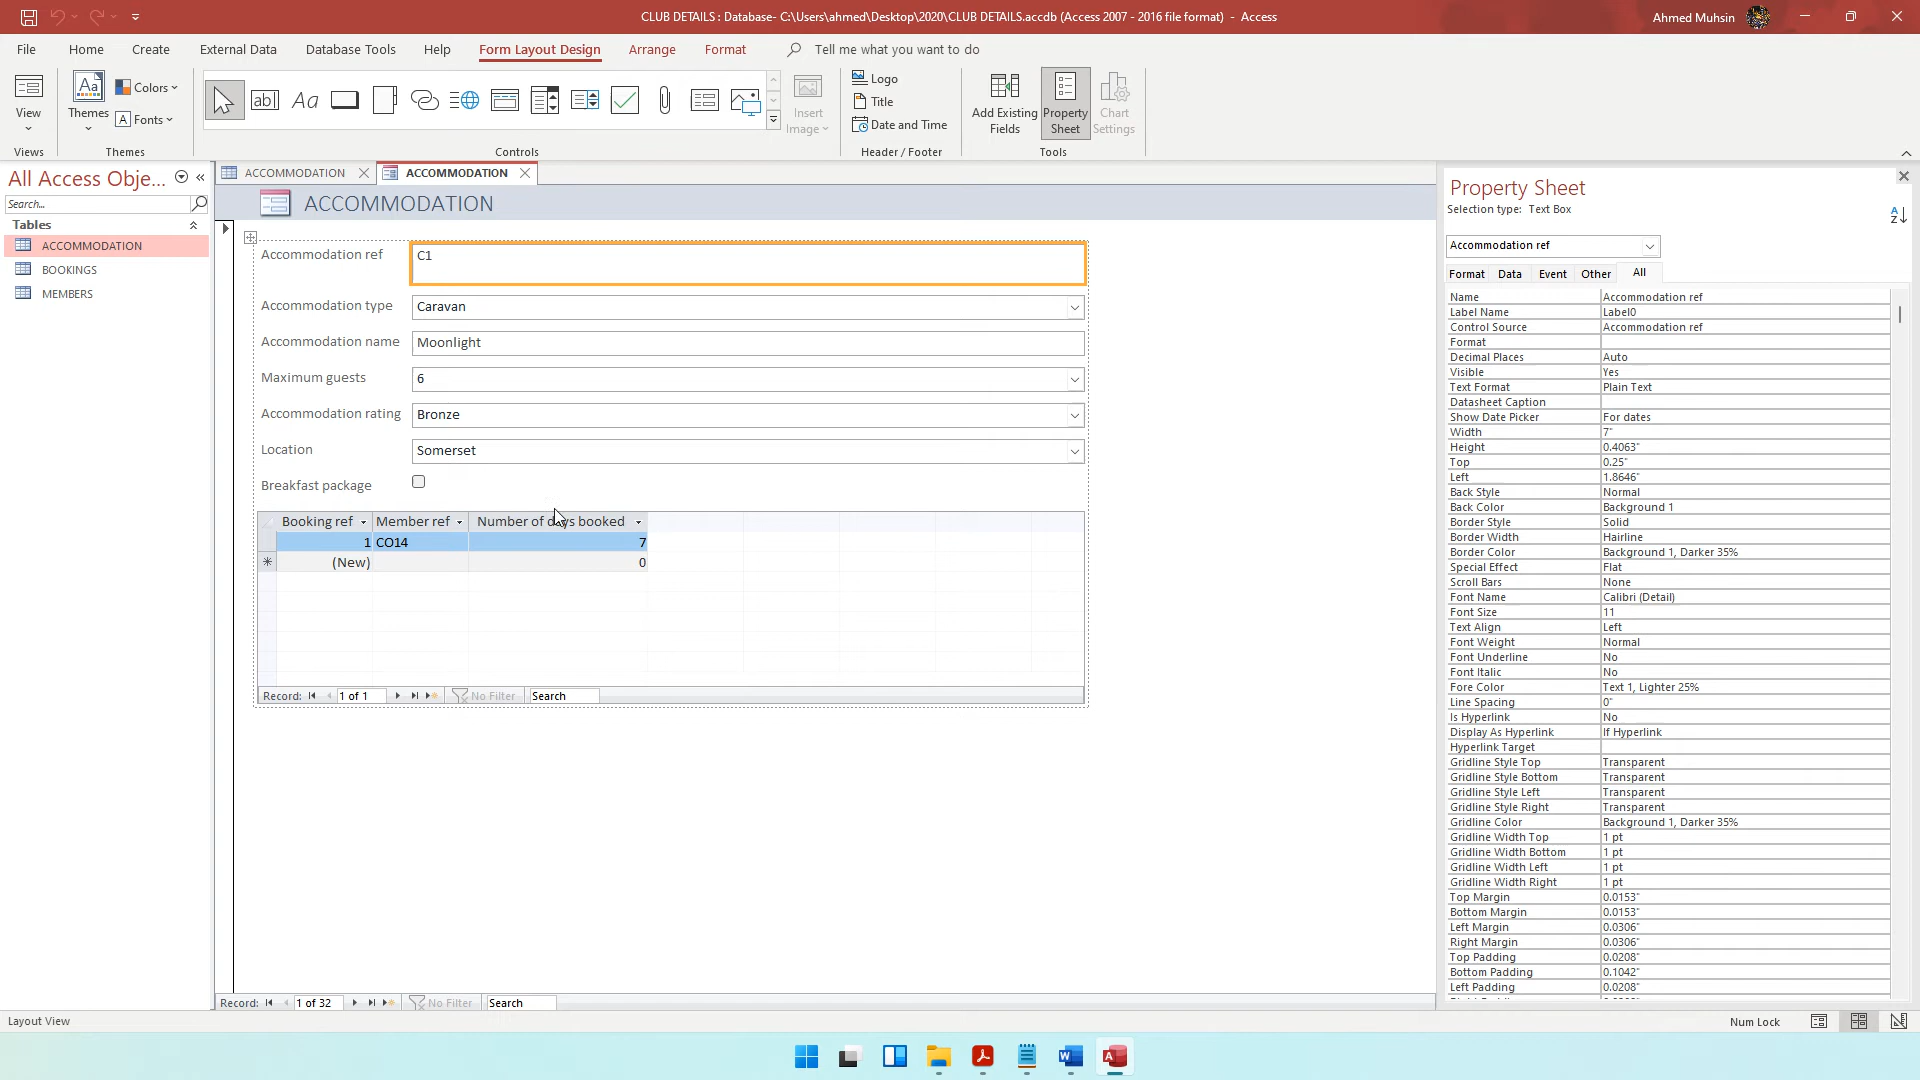 CLUB DETAILS : Database- C:\Users\ahmed\Desktop\2020\CLUB DETAILS.accdb (Access 2007 - 2016 file format) - Access
Ahmed Muhsin
File Home Create External Data Database Tools Help Form Layout Design Arrange Format Tell me what you want to do
View
Views
Aa
Themes
Colors
Fonts
Themes
ab|
Aa
Controls
Insert
Image
Logo
Title
Date and Time
Header / Footer
Add Existing
Fields
Property
Sheet
Chart
Settings
Tools
All Access Obje...
Search...
Tables
ACCOMMODATION
BOOKINGS
MEMBERS
ACCOMMODATION
ACCOMMODATION
ACCOMMODATION
Accommodation ref C1
Accommodation type Caravan
Accommodation name Moonlight
Maximum guests 6
Accommodation rating Bronze
Location Somerset
Breakfast package
Booking ref Member ref Number of days booked
1 CO14 7
(New) 0
Record: 1 of 1 No Filter Search
Record: 1 of 32 No Filter Search
Property Sheet
Selection type: Text Box
A
Z
Accommodation ref
Format Data Event Other All
Name Accommodation ref
Label Name Label0
Control Source Accommodation ref
Format
Decimal Places Auto
Visible Yes
Text Format Plain Text
Datasheet Caption
Show Date Picker For dates
Width 7"
Height 0.4063"
Top 0.25"
Left 1.8646"
Back Style Normal
Back Color Background 1
Border Style Solid
Border Width Hairline
Border Color Background 1, Darker 35%
Special Effect Flat
Scroll Bars None
Font Name Calibri (Detail)
Font Size 11
Text Align Left
Font Weight Normal
Font Underline No
Font Italic No
Fore Color Text 1, Lighter 25%
Line Spacing 0"
Is Hyperlink No
Display As Hyperlink If Hyperlink
Hyperlink Target
Gridline Style Top Transparent
Gridline Style Bottom Transparent
Gridline Style Left Transparent
Gridline Style Right Transparent
Gridline Color Background 1, Darker 35%
Gridline Width Top 1 pt
Gridline Width Bottom 1 pt
Gridline Width Left 1 pt
Gridline Width Right 1 pt
Top Margin 0.0153"
Bottom Margin 0.0153"
Left Margin 0.0306"
Right Margin 0.0306"
Top Padding 0.0208"
Bottom Padding 0.1042"
Left Padding 0.0208"
Layout View
Num Lock